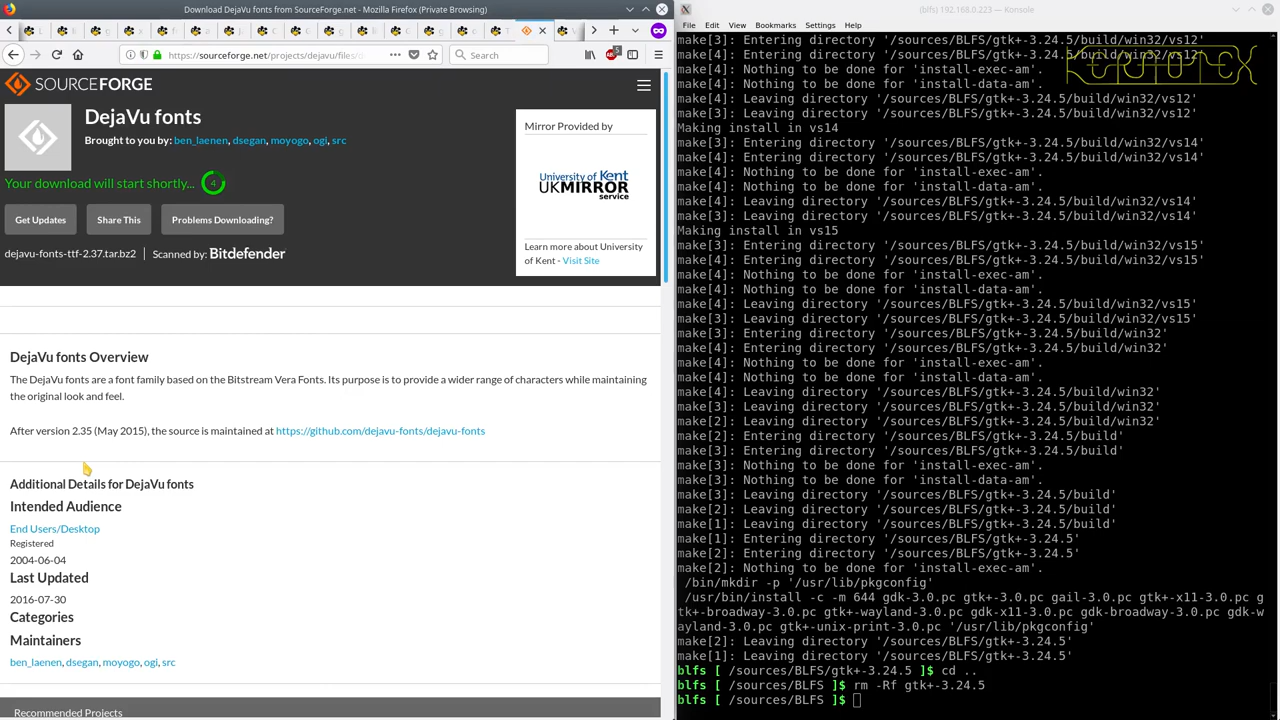 Download DejaVu fonts from SourceForge.net - Mozilla Firefox (Private Browsing)
https://sourceforge.net/projects/dejavu/files/
Search
5
SOURCEFORGE
DejaVu fonts
Brought to you by: ben_laenen, dsegan, moyogo, ogi, src
Your download will start shortly... 4
Get Updates
Share This
Problems Downloading?
dejavu-fonts-ttf-2.37.tar.bz2
Scanned by: Bitdefender
Mirror Provided by
University of Kent
UKMIRROR
service
Learn more about University
of Kent - Visit Site
DejaVu fonts Overview
The DejaVu fonts are a font family based on the Bitstream Vera Fonts. Its purpose is to provide a wider range of characters while maintaining
the original look and feel.
After version 2.35 (May 2015), the source is maintained at https://github.com/dejavu-fonts/dejavu-fonts
Additional Details for DejaVu fonts
Intended Audience
End Users/Desktop
Registered
2004-06-04
Last Updated
2016-07-30
Categories
Maintainers
ben_laenen, dsegan, moyogo, ogi, src
Recommended Projects
(blfs) 192.168.0.223 — Konsole
File Edit View Bookmarks Settings Help
make[3]: Entering directory '/sources/BLFS/gtk+-3.24.5/build/win32/vs12'
make[4]: Entering directory '/sources/BLFS/gtk+-3.24.5/build/win32/vs12'
make[4]: Nothing to be done for 'install-exec-am'.
make[4]: Nothing to be done for 'install-data-am'.
make[4]: Leaving directory '/sources/BLFS/gtk+-3.24.5/build/win32/vs12'
make[3]: Leaving directory '/sources/BLFS/gtk+-3.24.5/build/win32/vs12'
Making install in vs14
make[3]: Entering directory '/sources/BLFS/gtk+-3.24.5/build/win32/vs14'
make[4]: Entering directory '/sources/BLFS/gtk+-3.24.5/build/win32/vs14'
make[4]: Nothing to be done for 'install-exec-am'.
make[4]: Nothing to be done for 'install-data-am'.
make[4]: Leaving directory '/sources/BLFS/gtk+-3.24.5/build/win32/vs14'
make[3]: Leaving directory '/sources/BLFS/gtk+-3.24.5/build/win32/vs14'
Making install in vs15
make[3]: Entering directory '/sources/BLFS/gtk+-3.24.5/build/win32/vs15'
make[4]: Entering directory '/sources/BLFS/gtk+-3.24.5/build/win32/vs15'
make[4]: Nothing to be done for 'install-exec-am'.
make[4]: Nothing to be done for 'install-data-am'.
make[4]: Leaving directory '/sources/BLFS/gtk+-3.24.5/build/win32/vs15'
make[3]: Leaving directory '/sources/BLFS/gtk+-3.24.5/build/win32/vs15'
make[3]: Entering directory '/sources/BLFS/gtk+-3.24.5/build/win32'
make[4]: Entering directory '/sources/BLFS/gtk+-3.24.5/build/win32'
make[4]: Nothing to be done for 'install-exec-am'.
make[4]: Nothing to be done for 'install-data-am'.
make[4]: Leaving directory '/sources/BLFS/gtk+-3.24.5/build/win32'
make[3]: Leaving directory '/sources/BLFS/gtk+-3.24.5/build/win32'
make[2]: Leaving directory '/sources/BLFS/gtk+-3.24.5/build/win32'
make[2]: Entering directory '/sources/BLFS/gtk+-3.24.5/build'
make[3]: Entering directory '/sources/BLFS/gtk+-3.24.5/build'
make[3]: Nothing to be done for 'install-exec-am'.
make[3]: Nothing to be done for 'install-data-am'.
make[3]: Leaving directory '/sources/BLFS/gtk+-3.24.5/build'
make[2]: Leaving directory '/sources/BLFS/gtk+-3.24.5/build'
make[1]: Leaving directory '/sources/BLFS/gtk+-3.24.5/build'
make[1]: Entering directory '/sources/BLFS/gtk+-3.24.5'
make[2]: Entering directory '/sources/BLFS/gtk+-3.24.5'
make[2]: Nothing to be done for 'install-exec-am'.
/bin/mkdir -p '/usr/lib/pkgconfig'
/usr/bin/install -c -m 644 gdk-3.0.pc gtk+-3.0.pc gail-3.0.pc gtk+-x11-3.0.pc g
tk+-broadway-3.0.pc gtk+-wayland-3.0.pc gdk-x11-3.0.pc gdk-broadway-3.0.pc gdk-w
ayland-3.0.pc gtk+-unix-print-3.0.pc '/usr/lib/pkgconfig'
make[2]: Leaving directory '/sources/BLFS/gtk+-3.24.5'
make[1]: Leaving directory '/sources/BLFS/gtk+-3.24.5'
blfs [ /sources/BLFS/gtk+-3.24.5 ]$ cd ..
blfs [ /sources/BLFS ]$ rm -Rf gtk+-3.24.5
blfs [ /sources/BLFS ]$